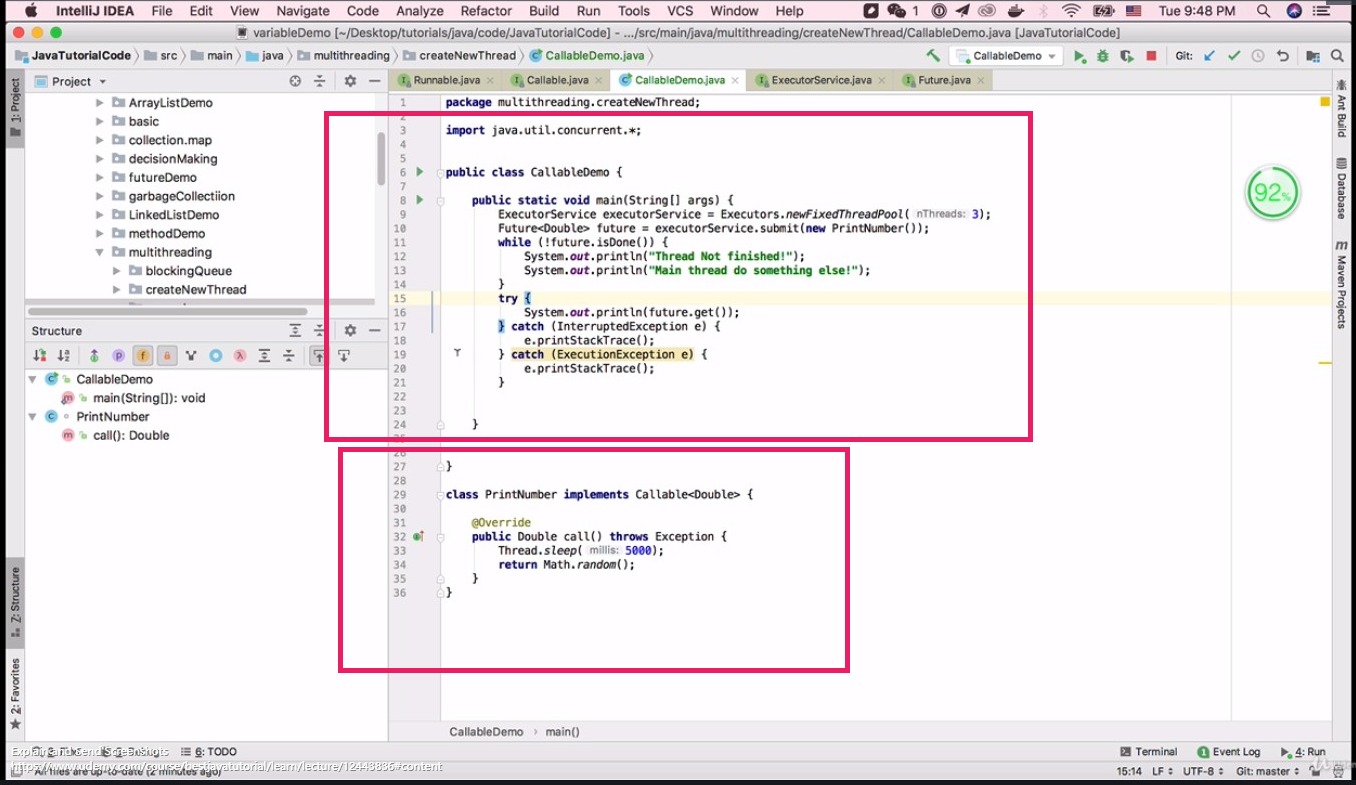 IntelliJ IDEA File Edit View Navigate Code Analyze Refactor Build Run Tools VCS Window Help 1 Tue 9:48 PM
variableDemo [~/Desktop/tutorials/java/code/JavaTutorialCode] - .../src/main/java/multithreading/createNewThread/CallableDemo.java [JavaTutorialCode]
JavaTutorialCode src main java multithreading createNewThread CallableDemo.java CallableDemo Git:
Project
Runnable.java Callable.java CallableDemo.java ExecutorService.java Future.java
1: Project
ArrayListDemo
basic
collection.map
decisionMaking
futureDemo
garbageCollectiion
LinkedListDemo
methodDemo
multithreading
blockingQueue
createNewThread
Structure
CallableDemo
main(String[]): void
PrintNumber
call(): Double
Z: Structure
2: Favorites
1 package multithreading.createNewThread;
2
3 import java.util.concurrent.*;
4
5
6 public class CallableDemo {
7
8 public static void main(String[] args) {
9 ExecutorService executorService = Executors.newFixedThreadPool( nThreads: 3);
10 Future<Double> future = executorService.submit(new PrintNumber());
11 while (!future.isDone()) {
12 System.out.println("Thread Not finished!");
13 System.out.println("Main thread do something else!");
14 }
15 try {
16 System.out.println(future.get());
17 } catch (InterruptedException e) {
18 e.printStackTrace();
19 } catch (ExecutionException e) {
20 e.printStackTrace();
21 }
22
23
24 }
25
26
27 }
28
29 class PrintNumber implements Callable<Double> {
30
31 @Override
32 public Double call() throws Exception {
33 Thread.sleep( millis: 5000);
34 return Math.random();
35 }
36 }
92%
Ant Build
Database
Maven Projects
CallableDemo › main()
Explain and Send Screenshots
6: TODO
Terminal 1 Event Log 4: Run
https://www.udemy.com/course/bestjavatutorial/learn/lecture/12443836#content
All files are up-to-date (2 minutes ago)
15:14 LF UTF-8 Git: master